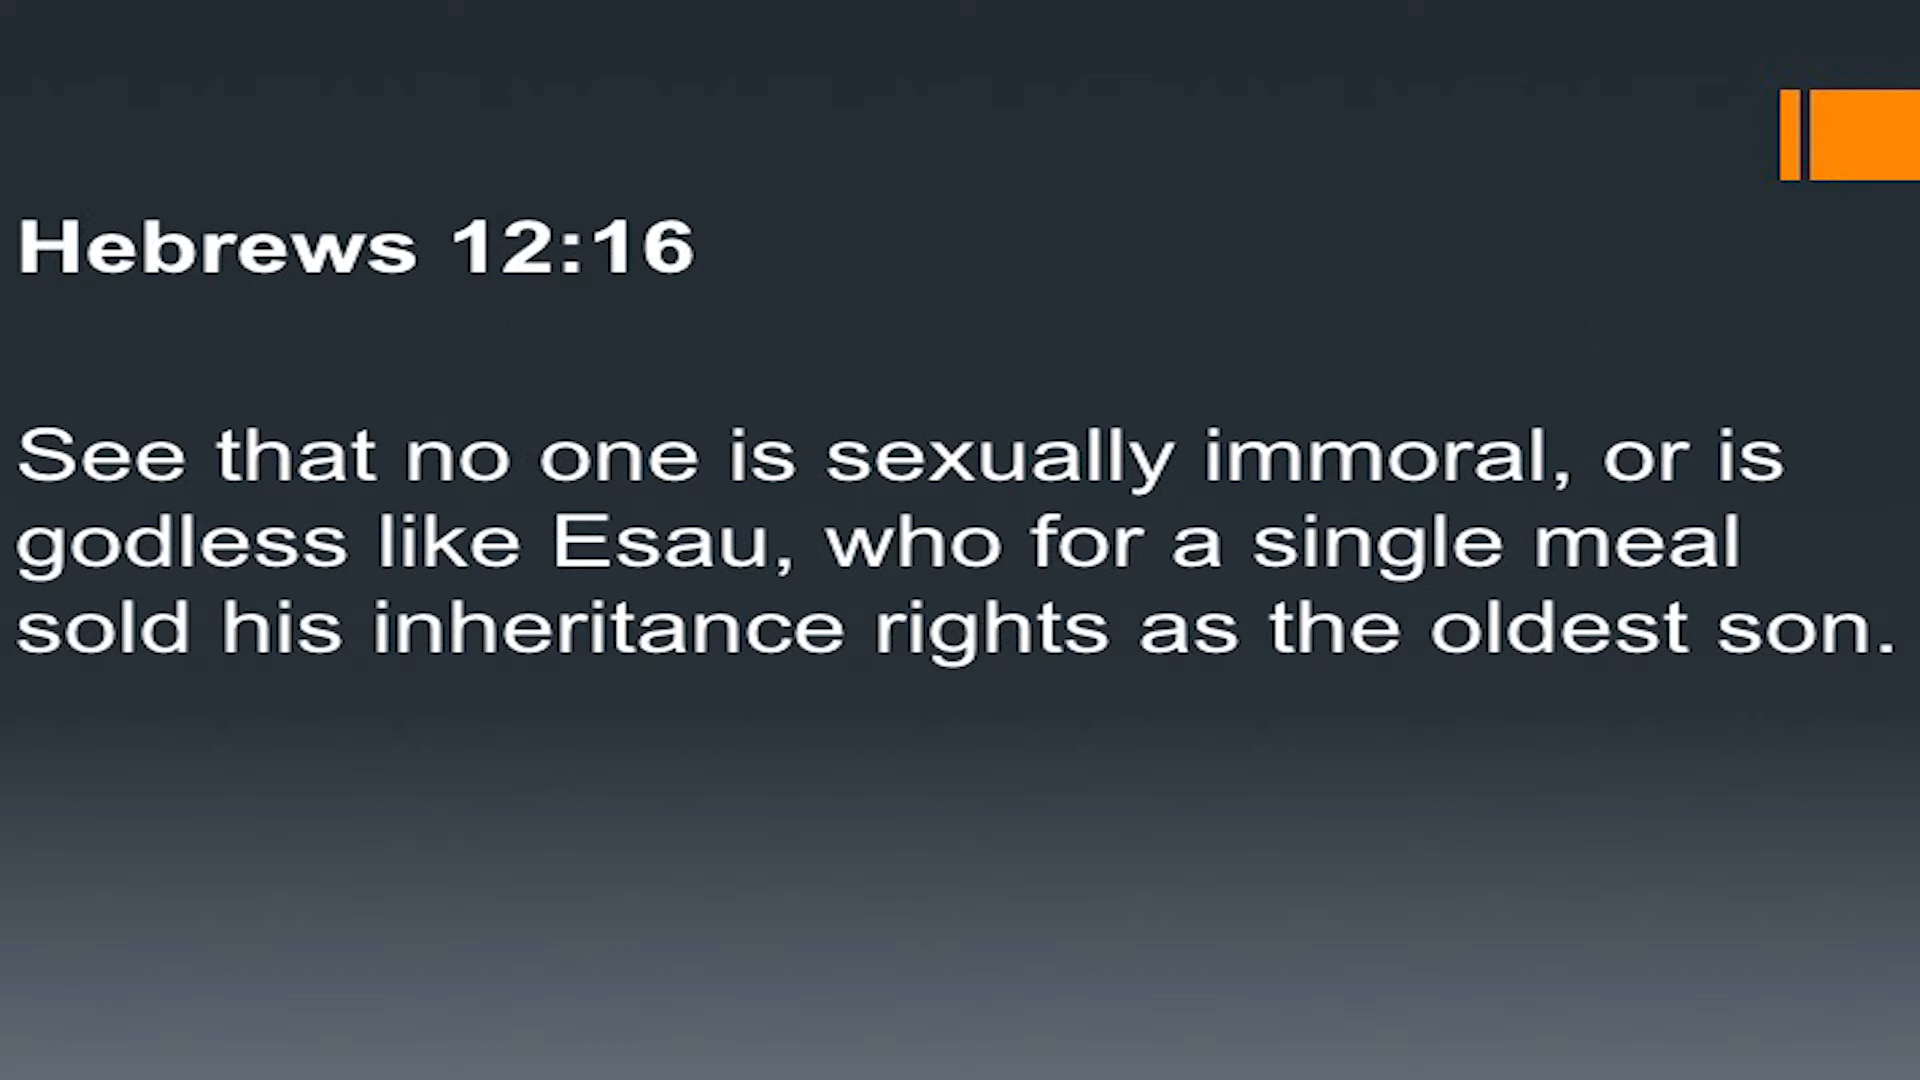 Hebrews 12:16
See that no one is sexually immoral, or is
godless like Esau, who for a single meal
sold his inheritance rights as the oldest son.